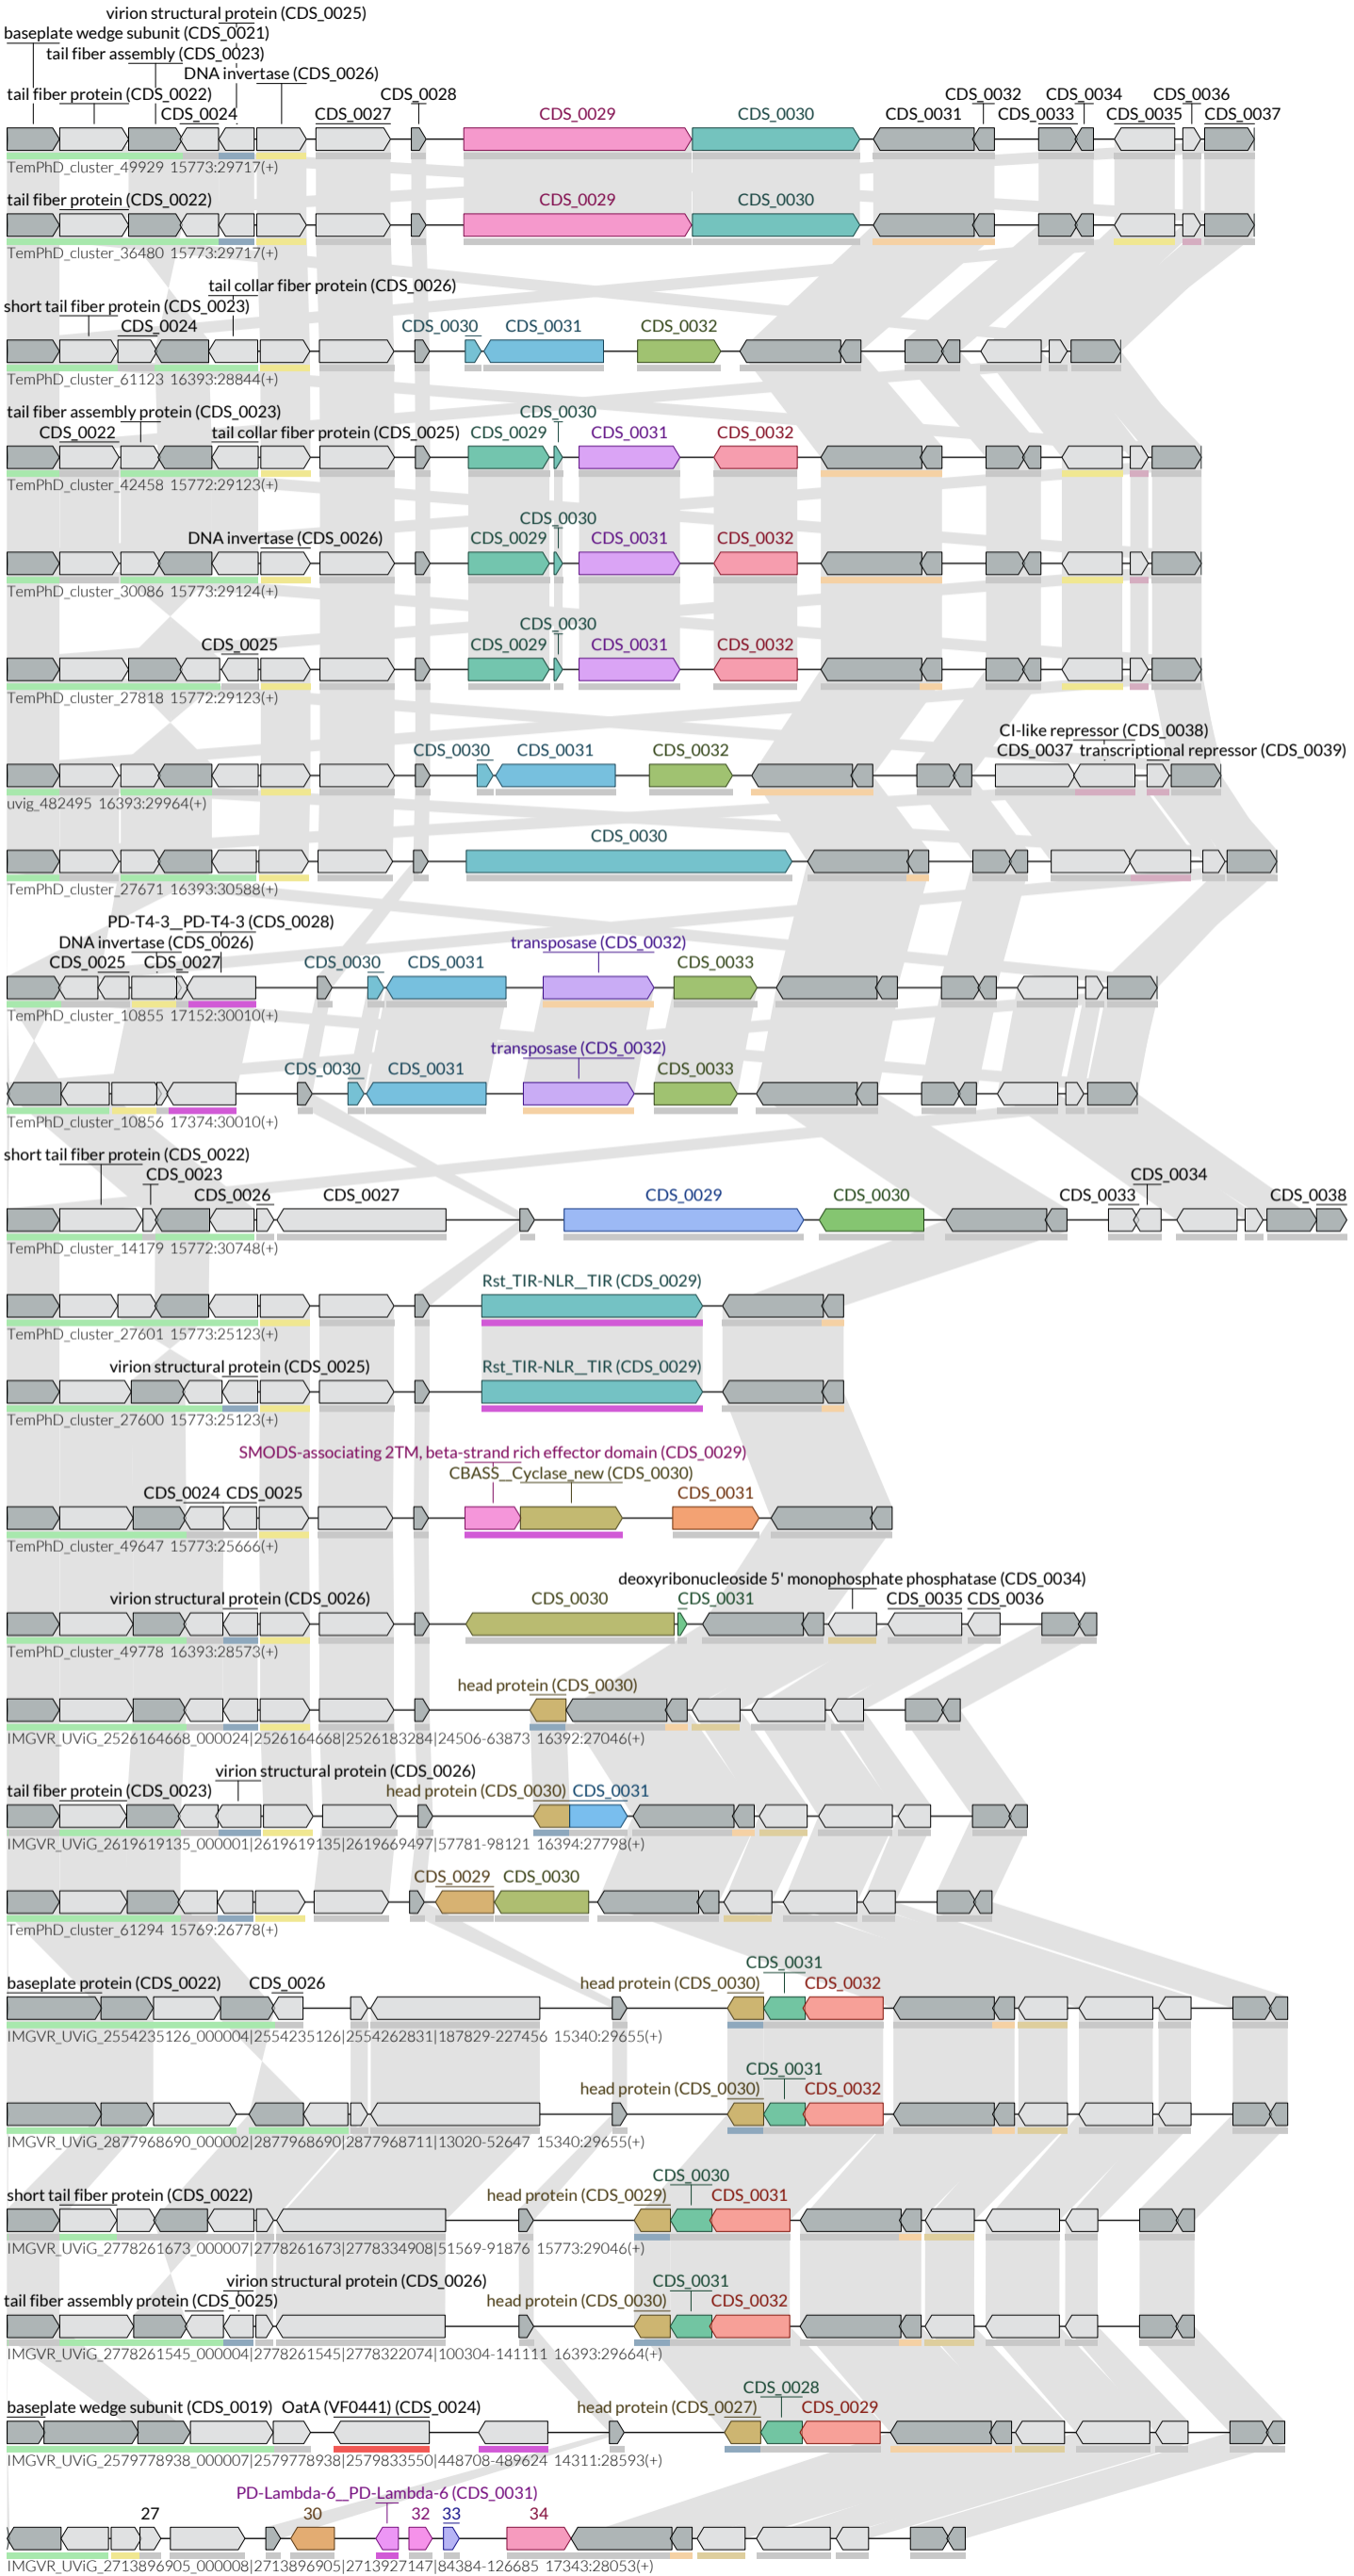 virion structural protein (CDS_0025)
baseplate wedge subunit (CDS_0021)
tail fiber assembly (CDS_0023)
DNA invertase (CDS_0026)
tail fiber protein (CDS_0022) CDS_0028 CDS_0032 CDS_0034 CDS_0036
CDS_0024 CDS_0027 CDS_0029 CDS_0030 CDS_0031 CDS_0033 CDS_0035 CDS_0037
TemPhD_cluster_49929 15773:29717(+)
tail fiber protein (CDS_0022) CDS_0029 CDS_0030
TemPhD_cluster_36480 15773:29717(+)
tail collar fiber protein (CDS_0026)
short tail fiber protein (CDS_0023)
CDS_0024 CDS_0030 CDS_0031 CDS_0032
TemPhD_cluster_61123 16393:28844(+)
tail fiber assembly protein (CDS_0023) CDS_0030
CDS_0022 tail collar fiber protein (CDS_0025) CDS_0029 CDS_0031 CDS_0032
TemPhD_cluster_42458 15772:29123(+)
CDS_0030
DNA invertase (CDS_0026) CDS_0029 CDS_0031 CDS_0032
TemPhD_cluster_30086 15773:29124(+)
CDS_0030
CDS_0025 CDS_0029 CDS_0031 CDS_0032
TemPhD_cluster_27818 15772:29123(+)
CI-like repressor (CDS_0038)
CDS_0030 CDS_0031 CDS_0032 CDS_0037 transcriptional repressor (CDS_0039)
uvig_482495 16393:29964(+)
CDS_0030
TemPhD_cluster_27671 16393:30588(+)
PD-T4-3__PD-T4-3 (CDS_0028)
DNA invertase (CDS_0026) transposase (CDS_0032)
CDS_0025 CDS_0027 CDS_0030 CDS_0031 CDS_0033
TemPhD_cluster_10855 17152:30010(+)
transposase (CDS_0032)
CDS_0030 CDS_0031 CDS_0033
TemPhD_cluster_10856 17374:30010(+)
short tail fiber protein (CDS_0022)
CDS_0023 CDS_0034
CDS_0026 CDS_0027 CDS_0029 CDS_0030 CDS_0033 CDS_0038
TemPhD_cluster_14179 15772:30748(+)
Rst_TIR-NLR__TIR (CDS_0029)
TemPhD_cluster_27601 15773:25123(+)
virion structural protein (CDS_0025) Rst_TIR-NLR__TIR (CDS_0029)
TemPhD_cluster_27600 15773:25123(+)
SMODS-associating 2TM, beta-strand rich effector domain (CDS_0029)
CBASS__Cyclase_new (CDS_0030)
CDS_0024 CDS_0025 CDS_0031
TemPhD_cluster_49647 15773:25666(+)
deoxyribonucleoside 5' monophosphate phosphatase (CDS_0034)
virion structural protein (CDS_0026) CDS_0030 CDS_0031 CDS_0035 CDS_0036
TemPhD_cluster_49778 16393:28573(+)
head protein (CDS_0030)
IMGVR_UViG_2526164668_000024|2526164668|2526183284|24506-63873 16392:27046(+)
virion structural protein (CDS_0026)
tail fiber protein (CDS_0023) head protein (CDS_0030) CDS_0031
IMGVR_UViG_2619619135_000001|2619619135|2619669497|57781-98121 16394:27798(+)
CDS_0029 CDS_0030
TemPhD_cluster_61294 15769:26778(+)
CDS_0031
baseplate protein (CDS_0022) CDS_0026 head protein (CDS_0030) CDS_0032
IMGVR_UViG_2554235126_000004|2554235126|2554262831|187829-227456 15340:29655(+)
CDS_0031
head protein (CDS_0030) CDS_0032
IMGVR_UViG_2877968690_000002|2877968690|2877968711|13020-52647 15340:29655(+)
CDS_0030
short tail fiber protein (CDS_0022) head protein (CDS_0029) CDS_0031
IMGVR_UViG_2778261673_000007|2778261673|2778334908|51569-91876 15773:29046(+)
virion structural protein (CDS_0026) CDS_0031
tail fiber assembly protein (CDS_0025) head protein (CDS_0030) CDS_0032
IMGVR_UViG_2778261545_000004|2778261545|2778322074|100304-141111 16393:29664(+)
CDS_0028
baseplate wedge subunit (CDS_0019) OatA (VF0441) (CDS_0024) head protein (CDS_0027) CDS_0029
IMGVR_UViG_2579778938_000007|2579778938|2579833550|448708-489624 14311:28593(+)
PD-Lambda-6__PD-Lambda-6 (CDS_0031)
27 30 32 33 34
IMGVR_UViG_2713896905_000008|2713896905|2713927147|84384-126685 17343:28053(+)